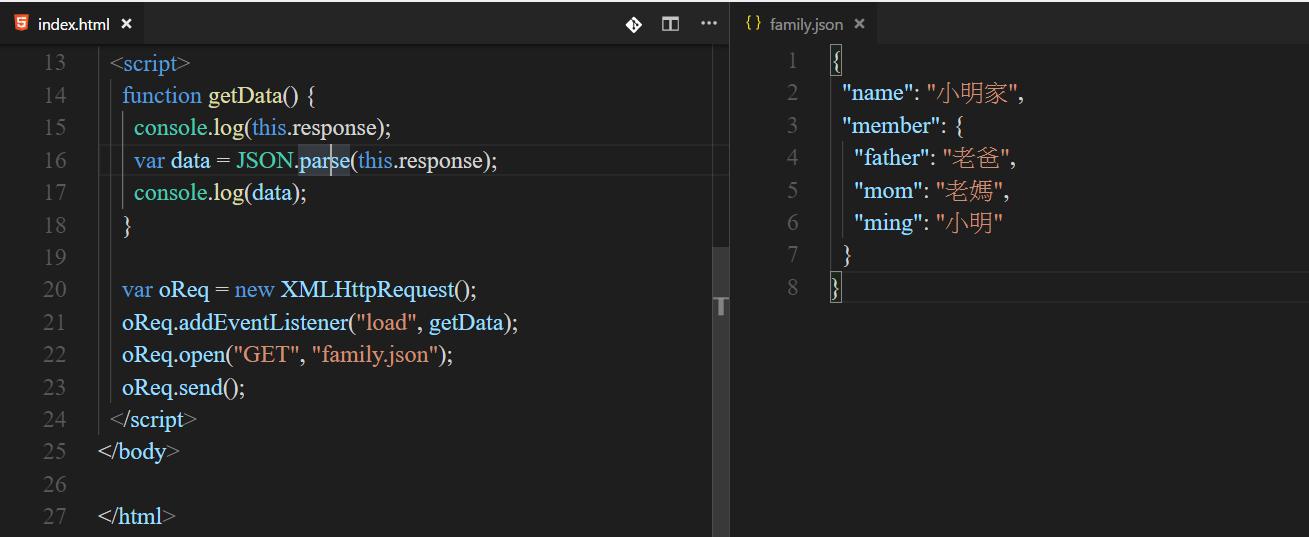 index.html
13 <script>
14 function getData() {
15 console.log(this.response);
16 var data = JSON.parse(this.response);
17 console.log(data);
18 }
19
20 var oReq = new XMLHttpRequest();
21 oReq.addEventListener("load", getData);
22 oReq.open("GET", "family.json");
23 oReq.send();
24 </script>
25 </body>
26
27 </html>
{} family.json
1 {
2 "name": "小明家",
3 "member": {
4 "father": "老爸",
5 "mom": "老媽",
6 "ming": "小明"
7 }
8 }